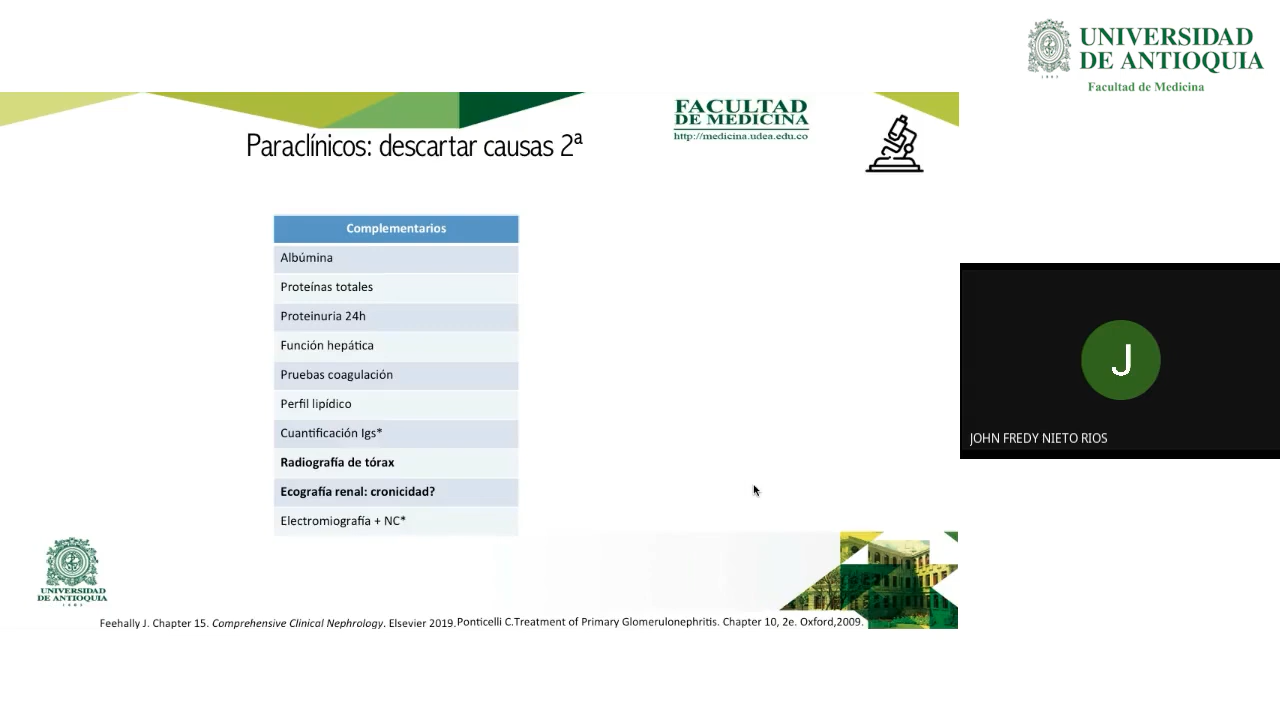 UNIVERSIDAD
DE ANTIOQUIA
1803
Facultad de Medicina
FACULTAD
DE MEDICINA
http://medicina.udea.edu.co
Paraclínicos: descartar causas 2ª
Complementarios
Albúmina
Proteínas totales
Proteinuria 24h
Función hepática
Pruebas coagulación
Perfil lipídico
Cuantificación Igs*
Radiografía de tórax
Ecografía renal: cronicidad?
Electromiografía + NC*
J
JOHN FREDY NIETO RIOS
UNIVERSIDAD
DE ANTIOQUIA
1803
Feehally J. Chapter 15. Comprehensive Clinical Nephrology. Elsevier 2019.Ponticelli C.Treatment of Primary Glomerulonephritis. Chapter 10, 2e. Oxford,2009.